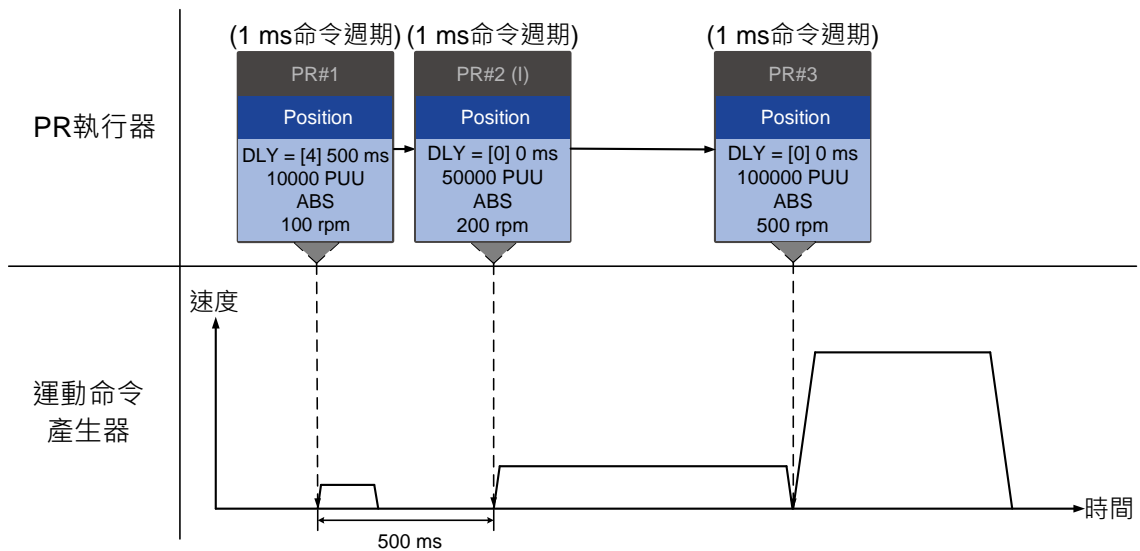 (1 ms命令週期)
(1 ms命令週期)
(1 ms命令週期)
PR執行器
PR#1
Position
DLY = [4] 500 ms
10000 PUU
ABS
100 rpm
PR#2 (I)
Position
DLY = [0] 0 ms
50000 PUU
ABS
200 rpm
PR#3
Position
DLY = [0] 0 ms
100000 PUU
ABS
500 rpm
運動命令
產生器
速度
時間
500 ms